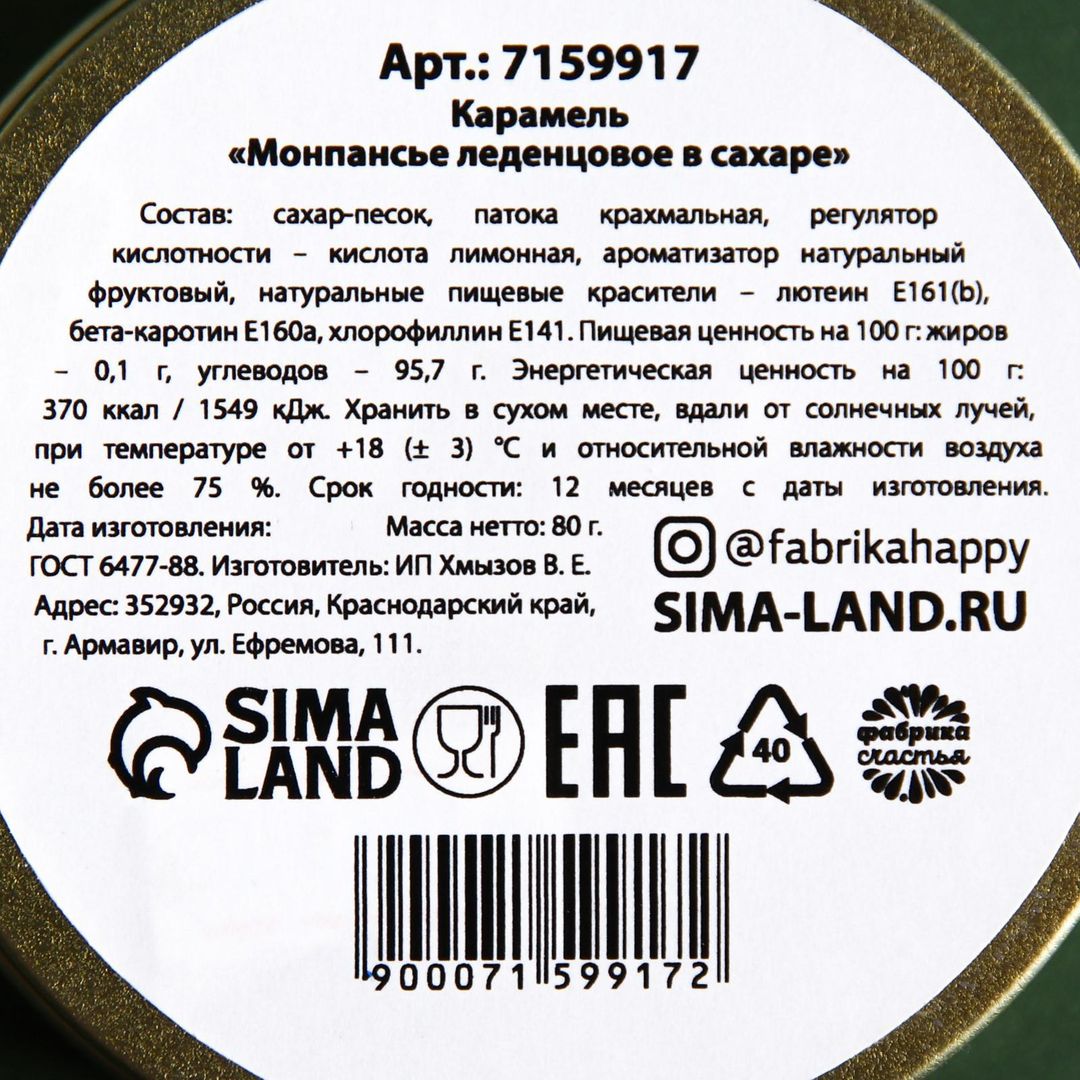 Арт.: 7159917
Карамель
«Монпансье леденцовое в сахаре»
Состав: сахар-песок, патока крахмальная, регулятор
кислотности – кислота лимонная, ароматизатор натуральный
фруктовый, натуральные пищевые красители – лютеин Е161(b),
бета-каротин Е160а, хлорофиллин Е141. Пищевая ценность на 100 г: жиров
– 0,1 г, углеводов – 95,7 г. Энергетическая ценность на 100 г:
370 ккал / 1549 кДж. Хранить в сухом месте, вдали от солнечных лучей,
при температуре от +18 (± 3) °С и относительной влажности воздуха
не более 75 %. Срок годности: 12 месяцев с даты изготовления.
Дата изготовления: Масса нетто: 80 г.
ГОСТ 6477-88. Изготовитель: ИП Хмызов В. Е.
Адрес: 352932, Россия, Краснодарский край,
г. Армавир, ул. Ефремова, 111.
@fabrikahappy
SIMA-LAND.RU
SIMA
LAND
EAC
40
фабрика
счастья
900071 599172